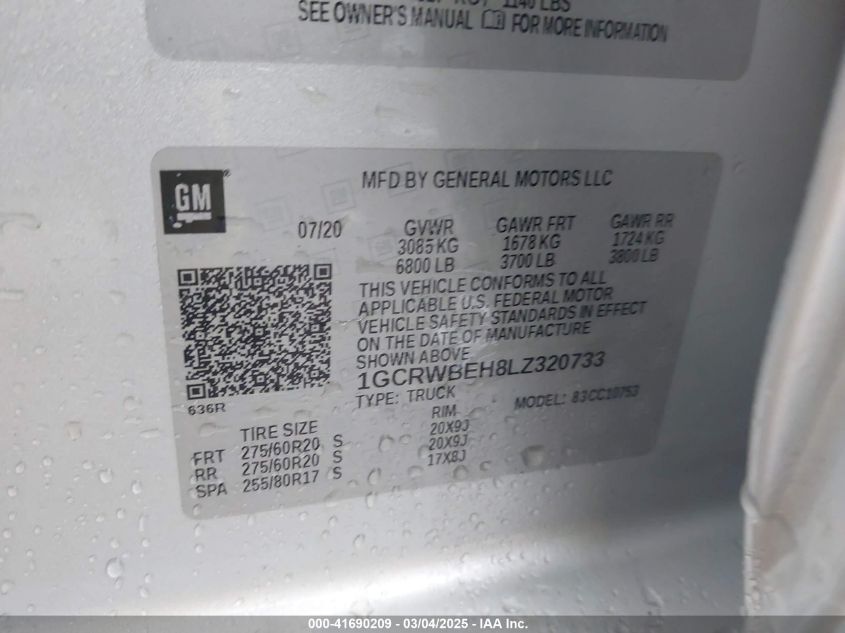 1140 LBS
SEE OWNER'S MANUAL FOR MORE INFORMATION
GM
MFD BY GENERAL MOTORS LLC
07/20
GVWR GAWR FRT GAWR RR
3085 KG 1678 KG 1724 KG
6800 LB 3700 LB 3800 LB
THIS VEHICLE CONFORMS TO ALL
APPLICABLE U.S. FEDERAL MOTOR
VEHICLE SAFETY STANDARDS IN EFFECT
ON THE DATE OF MANUFACTURE
SHOWN ABOVE
1GCRWBEH8LZ320733
TYPE: TRUCK MODEL: 83CC10753
636R
TIRE SIZE RIM
FRT 275/60R20 S 20X9J
RR 275/60R20 S 20X9J
SPA 255/80R17 S 17X8J
000-41690209 - 03/04/2025 - IAA Inc.